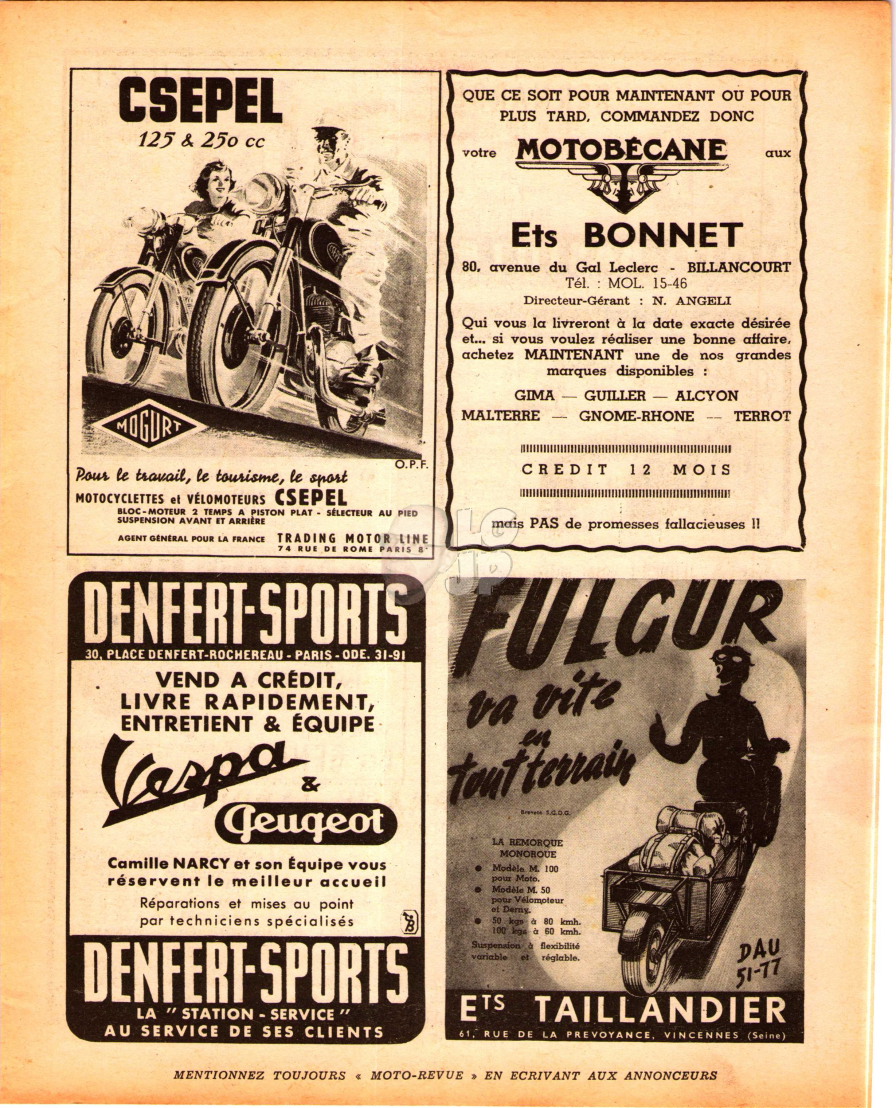 CSEPEL
125 & 250 cc
MOGURT
O.P.F.
Pour le travail, le tourisme, le sport
MOTOCYCLETTES et VÉLOMOTEURS CSEPEL
BLOC-MOTEUR 2 TEMPS A PISTON PLAT - SÉLECTEUR AU PIED
SUSPENSION AVANT ET ARRIÈRE
AGENT GÉNÉRAL POUR LA FRANCE TRADING MOTOR LINE
74 RUE DE ROME PARIS 8e
QUE CE SOIT POUR MAINTENANT OU POUR
PLUS TARD, COMMANDEZ DONC
votre MOTOBÉCANE aux
Ets BONNET
80, avenue du Gal Leclerc - BILLANCOURT
Tél. : MOL. 15-46
Directeur-Gérant : N. ANGELI
Qui vous la livreront à la date exacte désirée
et... si vous voulez réaliser une bonne affaire,
achetez MAINTENANT une de nos grandes
marques disponibles :
GIMA — GUILLER — ALCYON
MALTERRE — GNOME-RHONE — TERROT
CREDIT 12 MOIS
mais PAS de promesses fallacieuses !!
LGJP
DENFERT-SPORTS
30, PLACE DENFERT-ROCHEREAU - PARIS - ODE. 31-91
VEND A CRÉDIT,
LIVRE RAPIDEMENT,
ENTRETIENT & ÉQUIPE
Vespa
&
Peugeot
Camille NARCY et son Équipe vous
réservent le meilleur accueil
Réparations et mises au point
par techniciens spécialisés
DENFERT-SPORTS
LA "STATION-SERVICE"
AU SERVICE DE SES CLIENTS
FULGUR
va vite
en
tout terrain
Brevets S.G.D.G.
LA REMORQUE
MONOROUE
● Modèle M. 100
pour Moto.
● Modèle M. 50
pour Vélomoteur
et Derny.
● 50 kgs à 80 kmh.
100 kgs à 60 kmh.
Suspension à flexibilité
variable et réglable.
DAU
51-77
ETS TAILLANDIER
61, RUE DE LA PREVOYANCE, VINCENNES (Seine)
MENTIONNEZ TOUJOURS « MOTO-REVUE » EN ECRIVANT AUX ANNONCEURS